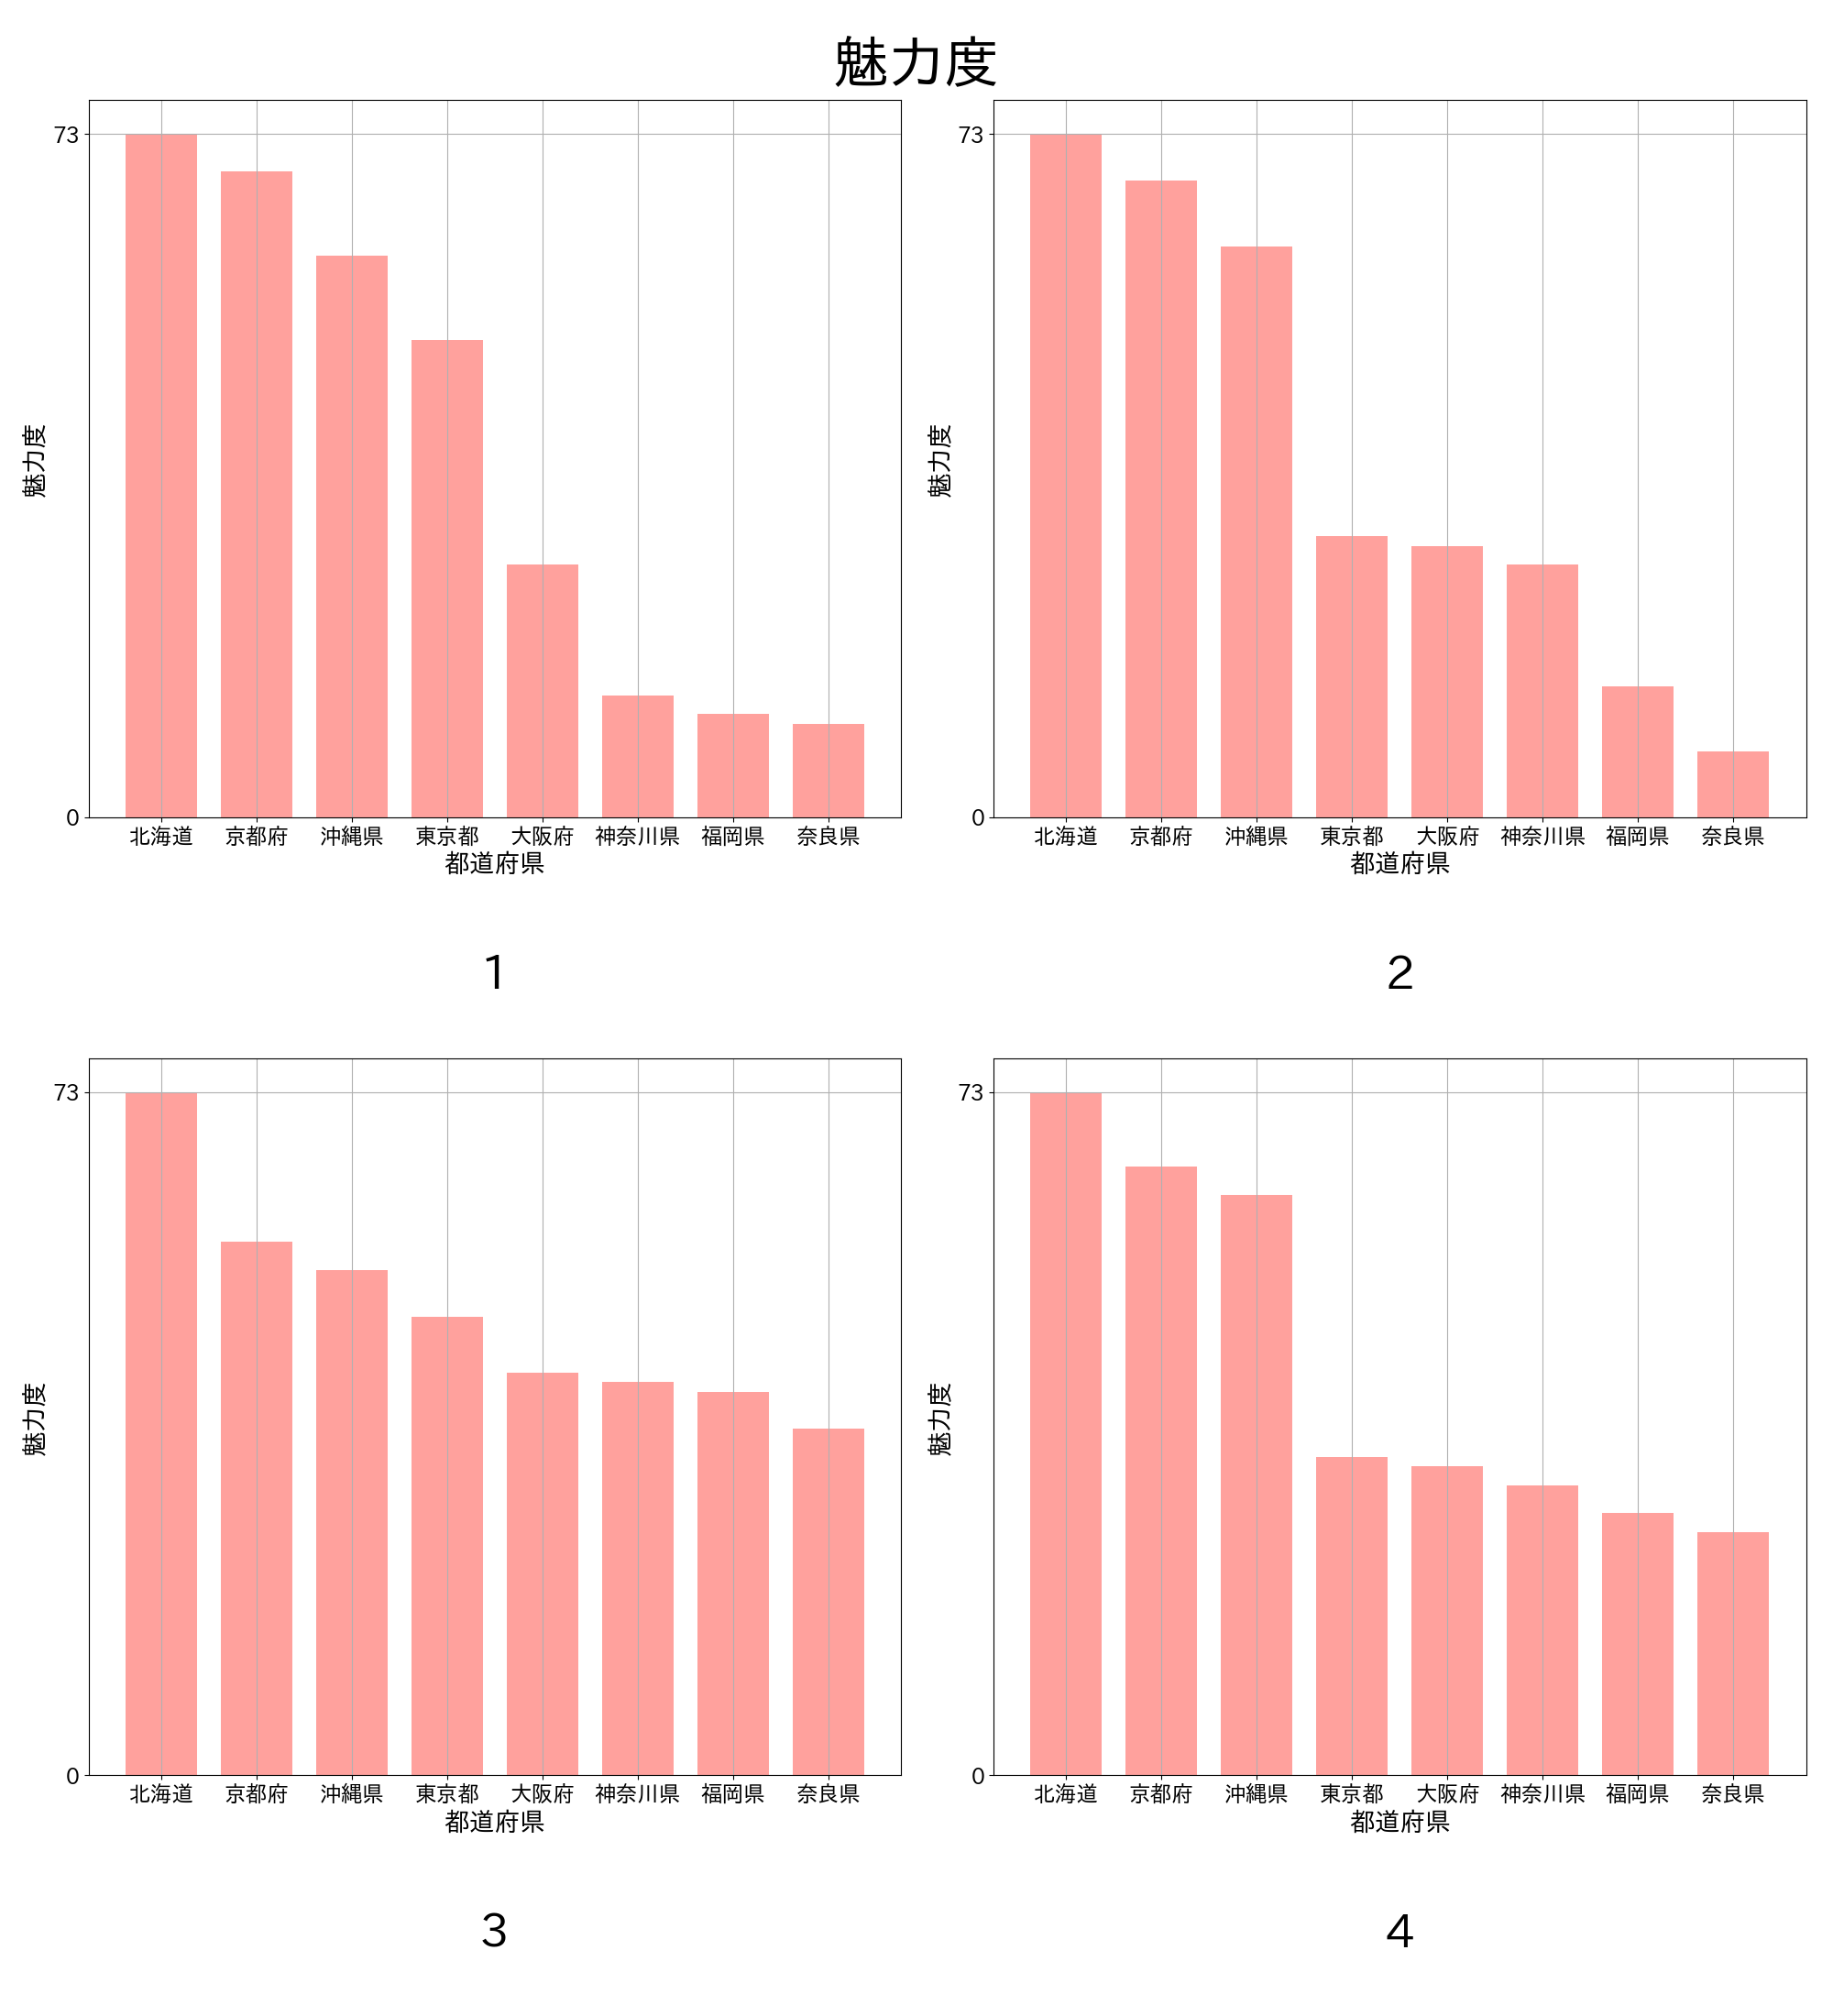 魅力度
73
0
魅力度
北海道 京都府 沖縄県 東京都 大阪府 神奈川県 福岡県 奈良県
都道府県
1
73
0
魅力度
北海道 京都府 沖縄県 東京都 大阪府 神奈川県 福岡県 奈良県
都道府県
2
73
0
魅力度
北海道 京都府 沖縄県 東京都 大阪府 神奈川県 福岡県 奈良県
都道府県
3
73
0
魅力度
北海道 京都府 沖縄県 東京都 大阪府 神奈川県 福岡県 奈良県
都道府県
4